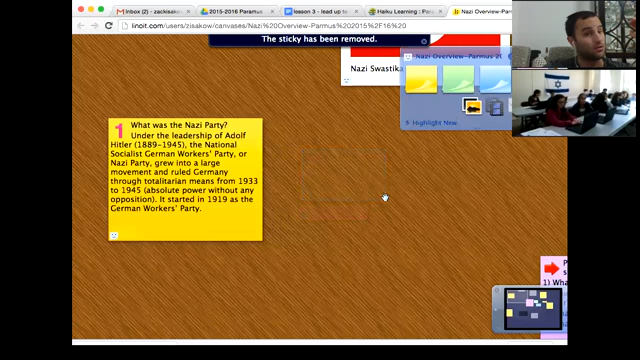 Inbox (2) - zackisako
2015-2016 Paramus
lesson 3 - lead up to
Haiku Learning : Para
Nazi Overview-Parmus
linoit.com/users/zisakow/canvases/Nazi%20Overview-Parmus%202015%2F16%20
The sticky has been removed.
Nazi Swastika
Nazi Overview-Parmus 20
Highlight New
1
What was the Nazi Party?
Under the leadership of Adolf
Hitler (1889-1945), the National
Socialist German Workers' Party, or
Nazi Party, grew into a large
movement and ruled Germany
through totalitarian means from 1933
to 1945 (absolute power without any
opposition). It started in 1919 as the
German Workers' Party.
1) Wha